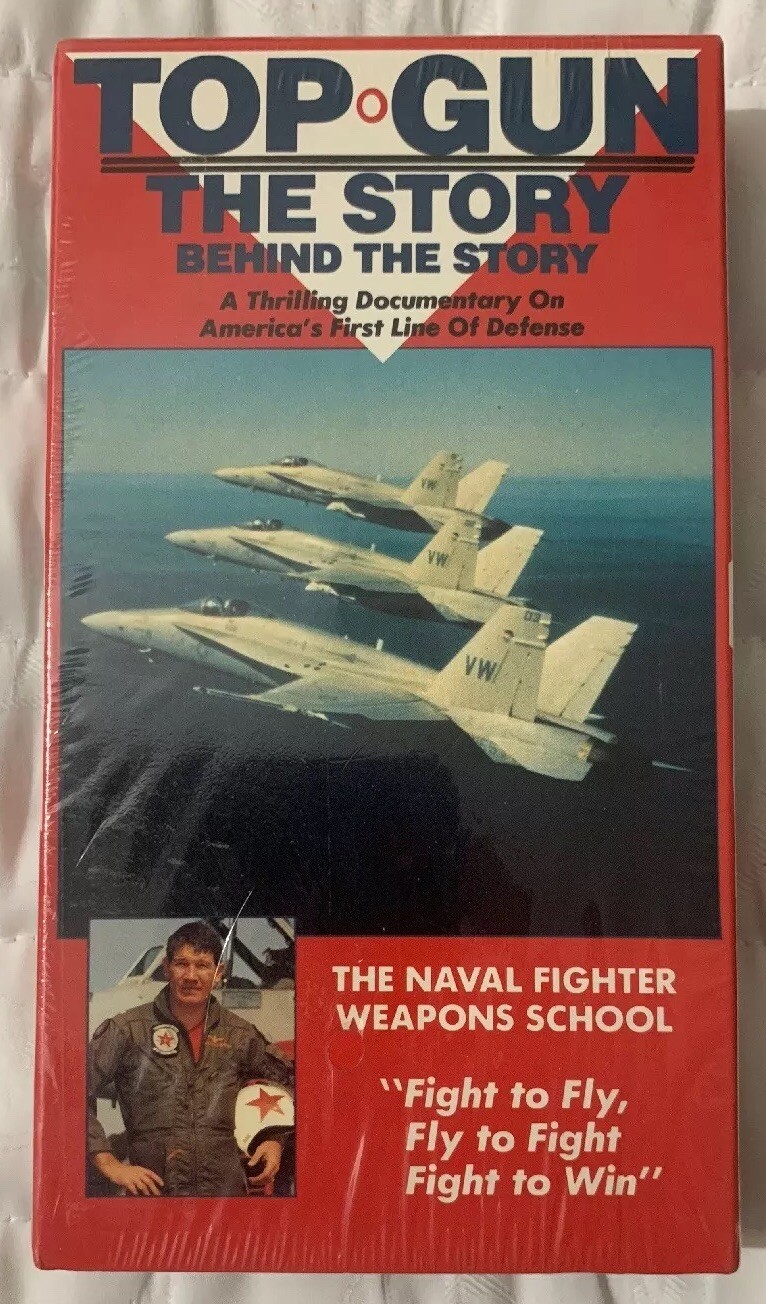 TOP GUN
THE STORY
BEHIND THE STORY
A Thrilling Documentary On
America's First Line Of Defense
VW
VW
VW
THE NAVAL FIGHTER
WEAPONS SCHOOL
"Fight to Fly,
Fly to Fight
Fight to Win"